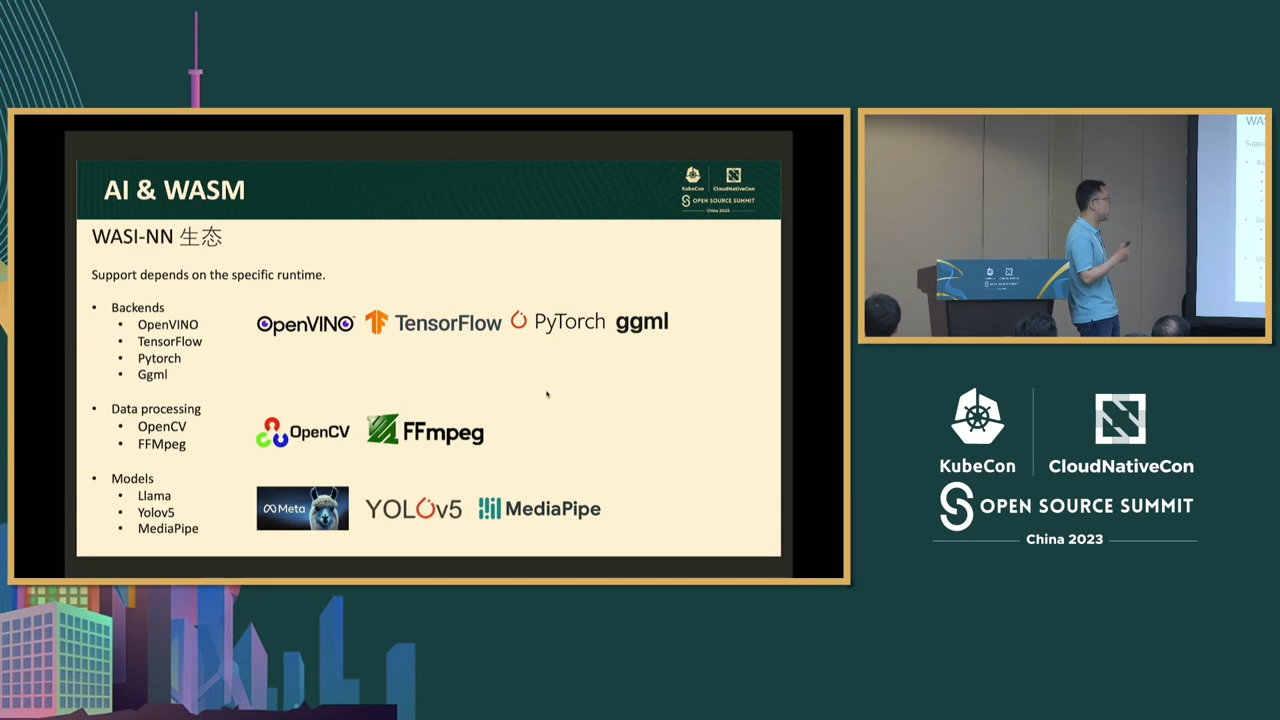 AI & WASM
KubeCon
CloudNativeCon
OPEN SOURCE SUMMIT
China 2023
WASI-NN 生态
Support depends on the specific runtime.
• Backends
• OpenVINO
• TensorFlow
• Pytorch
• Ggml
OpenVINO TensorFlow PyTorch ggml
• Data processing
• OpenCV
• FFMpeg
OpenCV FFmpeg
• Models
• Llama
• Yolov5
• MediaPipe
Meta YOLOv5 MediaPipe
WAS
Suppo
KubeCon
CloudNativeCon
OPEN SOURCE SUMMIT
China 2023